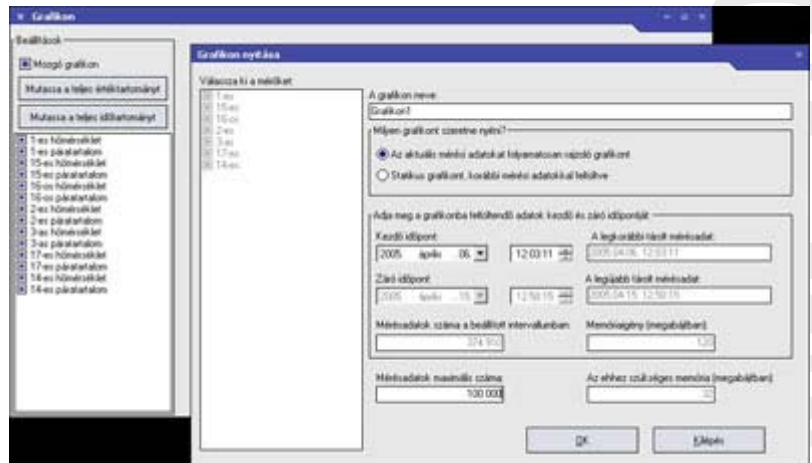 Grafikon
Beállítások
Mozgó grafikon
Mutassa a teljes értéktartományt
Mutassa a teljes időtartományt
1-es hőmérséklet
1-es páratartalom
15-es hőmérséklet
15-es páratartalom
16-os hőmérséklet
16-os páratartalom
2-es hőmérséklet
2-es páratartalom
3-as hőmérséklet
3-as páratartalom
17-es hőmérséklet
17-es páratartalom
14-es hőmérséklet
14-es páratartalom
Grafikon nyitása
Válassza ki a mérőket:
1-es
15-es
16-os
2-es
3-as
17-es
14-es
A grafikon neve:
Grafikon1
Milyen grafikont szeretne nyitni?
Az aktuális mérési adatokat folyamatosan rajzoló grafikont
Statikus grafikont, korábbi mérési adatokkal feltöltve
Adja meg a grafikonba feltöltendő adatok kezdő és záró időpontját
Kezdő időpont:
2005 április 06. 12:03:11
A legkorábbi tárolt mérésadat:
2005.04.06. 12:03:11
Záró időpont:
2005 április 15. 12:50:15
A legújabb tárolt mérésadat:
2005.04.15. 12:50:15
Mérésadatok száma a beállított intervallumban:
374 910
Memóriaigény (megabájtban):
120
Mérésadatok maximális száma:
100 000
Az ehhez szükséges memória (megabájtban):
32
OK
Kilépés